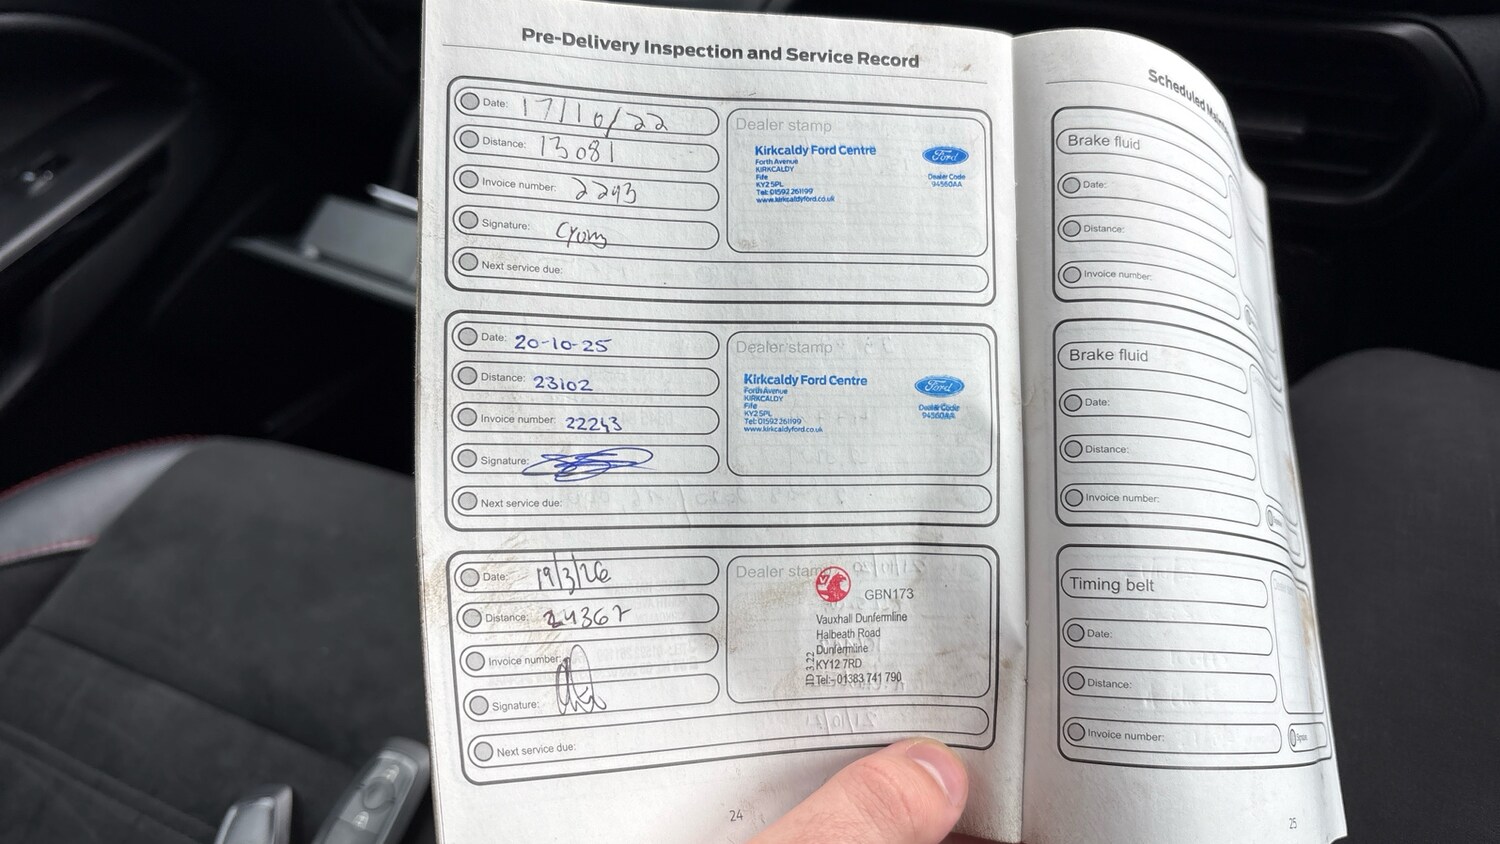 Pre-Delivery Inspection and Service Record
Date: 17/10/22
Distance: 13081
Invoice number: 2293
Signature:
Next service due:
Dealer stamp
Kirkcaldy Ford Centre
Forth Avenue
KIRKCALDY
Fife
KY2 5PL
Tel: 01592 261199
www.kirkcaldyford.co.uk
Ford
Dealer Code
94560AA
Date: 20-10-25
Distance: 23102
Invoice number: 22243
Signature:
Next service due:
Dealer stamp
Kirkcaldy Ford Centre
Forth Avenue
KIRKCALDY
Fife
KY2 5PL
Tel: 01592 261199
www.kirkcaldyford.co.uk
Ford
Dealer Code
94560AA
Date: 19/3/26
Distance: 24367
Invoice number:
Signature:
Next service due:
Dealer stamp
GBN173
Vauxhall Dunfermline
Halbeath Road
Dunfermline
KY12 7RD
Tel:- 01383 741 790
ID 3.22
24
Scheduled
Brake fluid
Date:
Distance:
Invoice number:
Brake fluid
Date:
Distance:
Invoice number:
Timing belt
Date:
Distance:
Invoice number:
25